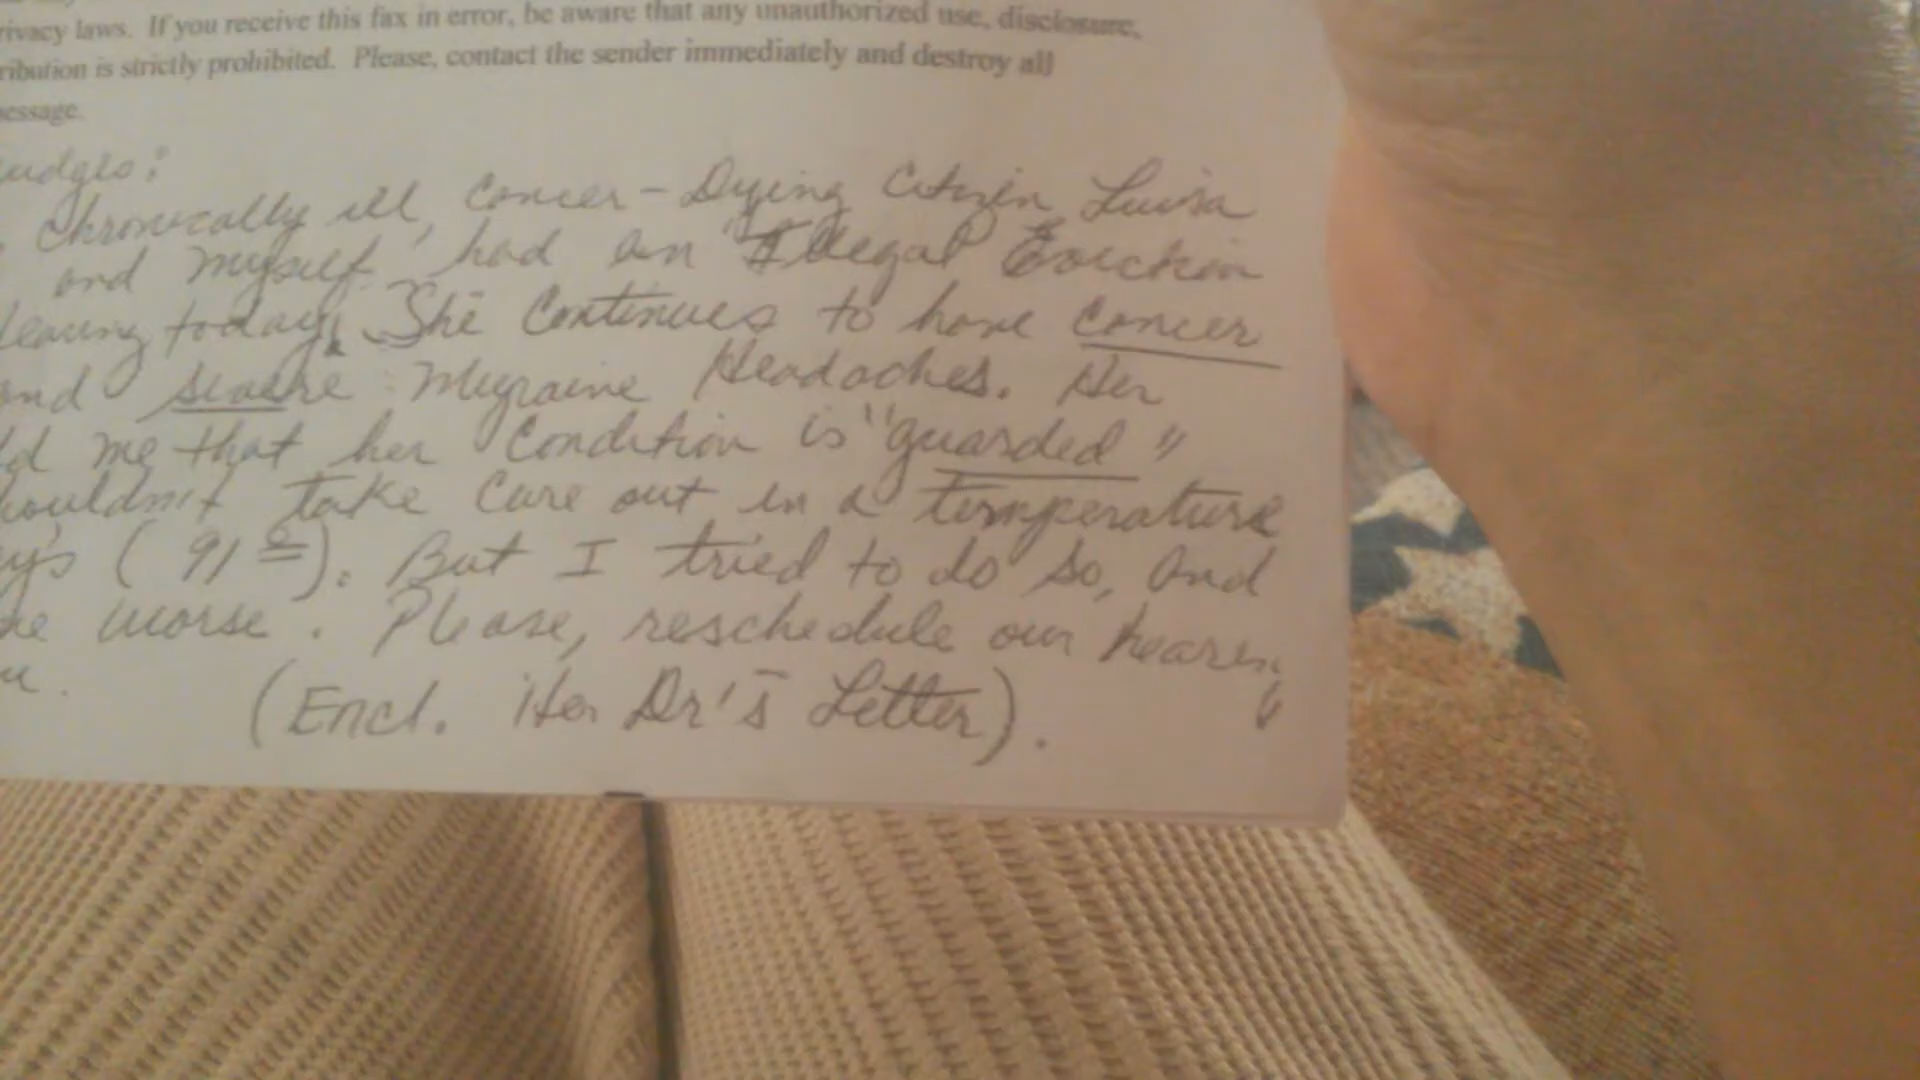 rivacy laws. If you receive this fax in error, be aware that any unauthorized use, disclosure,
ribution is strictly prohibited. Please, contact the sender immediately and destroy all
essage.
udges:
Chronically ill, Cancer-Dying Citizen Luisa
and myself had an Illegal Eviction
learing today. She Continues to have Cancer
and severe Migraine Headaches. Her
ld me that her Condition is "guarded"
houldn't take Care out in a temperature
ys (91°). But I tried to do so, And
he worse. Please, reschedule our hearing
u.
(Encl. Her Dr's Letter).